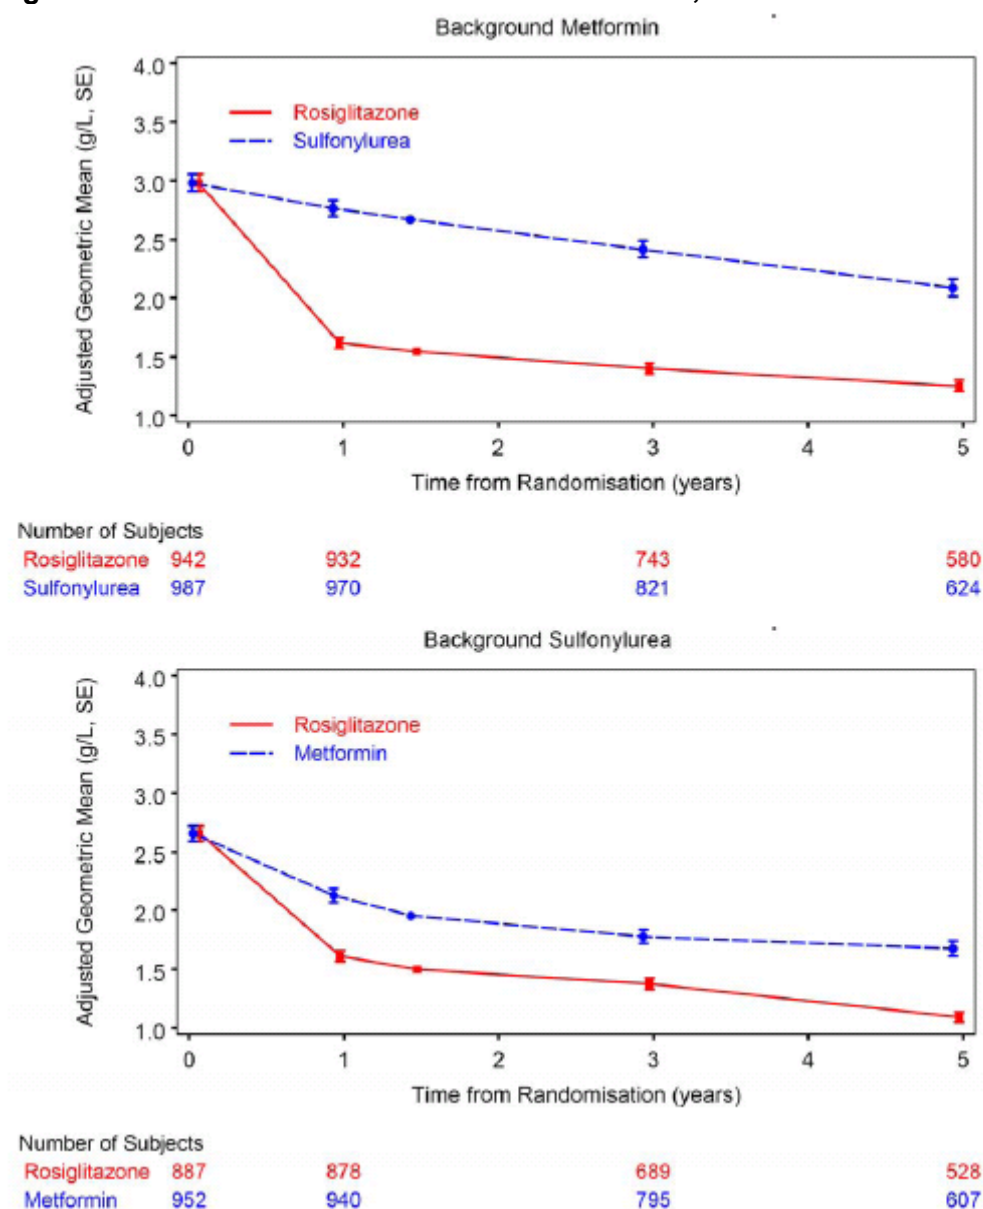 Background Metformin
Adjusted Geometric Mean (g/L, SE)
4.0
3.5
3.0
2.5
2.0
1.5
1.0
Rosiglitazone
Sulfonylurea
0 1 2 3 4 5
Time from Randomisation (years)
Number of Subjects
Rosiglitazone 942 932 743 580
Sulfonylurea 987 970 821 624
Background Sulfonylurea
Adjusted Geometric Mean (g/L, SE)
4.0
3.5
3.0
2.5
2.0
1.5
1.0
Rosiglitazone
Metformin
0 1 2 3 4 5
Time from Randomisation (years)
Number of Subjects
Rosiglitazone 887 878 689 528
Metformin 952 940 795 607